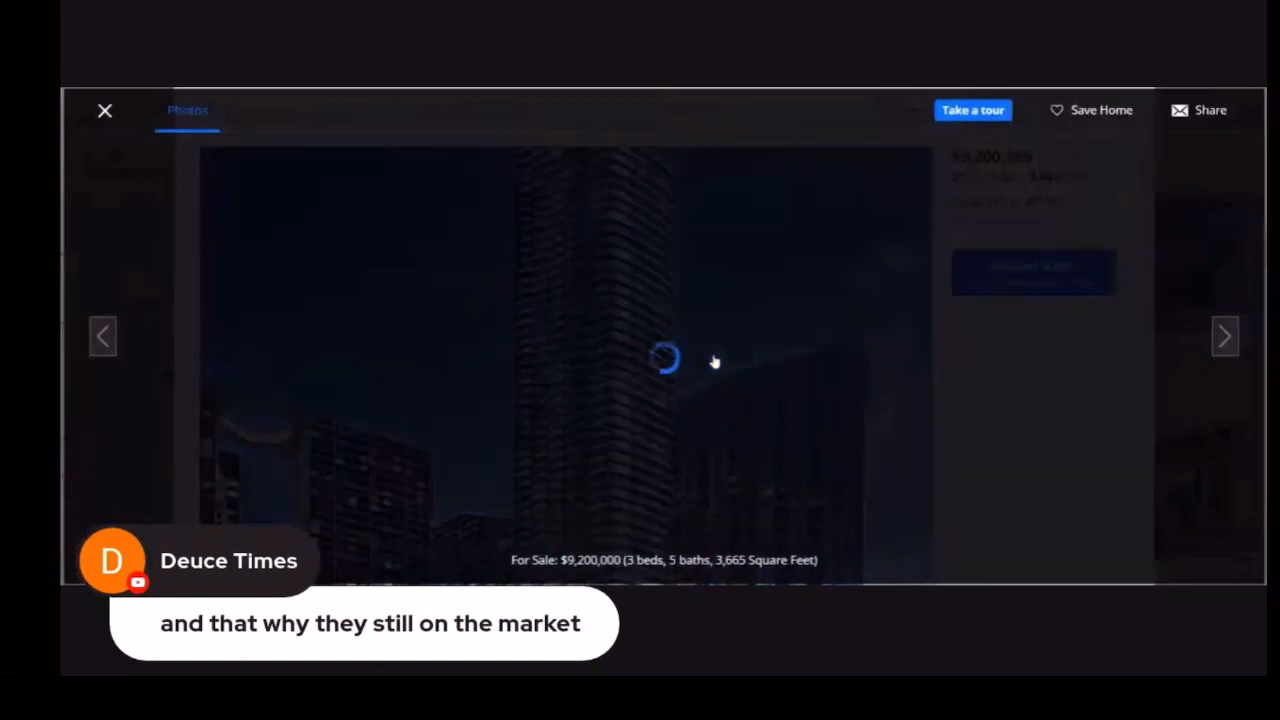 Photos
Take a tour
Save Home
Share
For Sale: $9,200,000 (3 beds, 5 baths, 3,665 Square Feet)
D
Deuce Times
and that why they still on the market